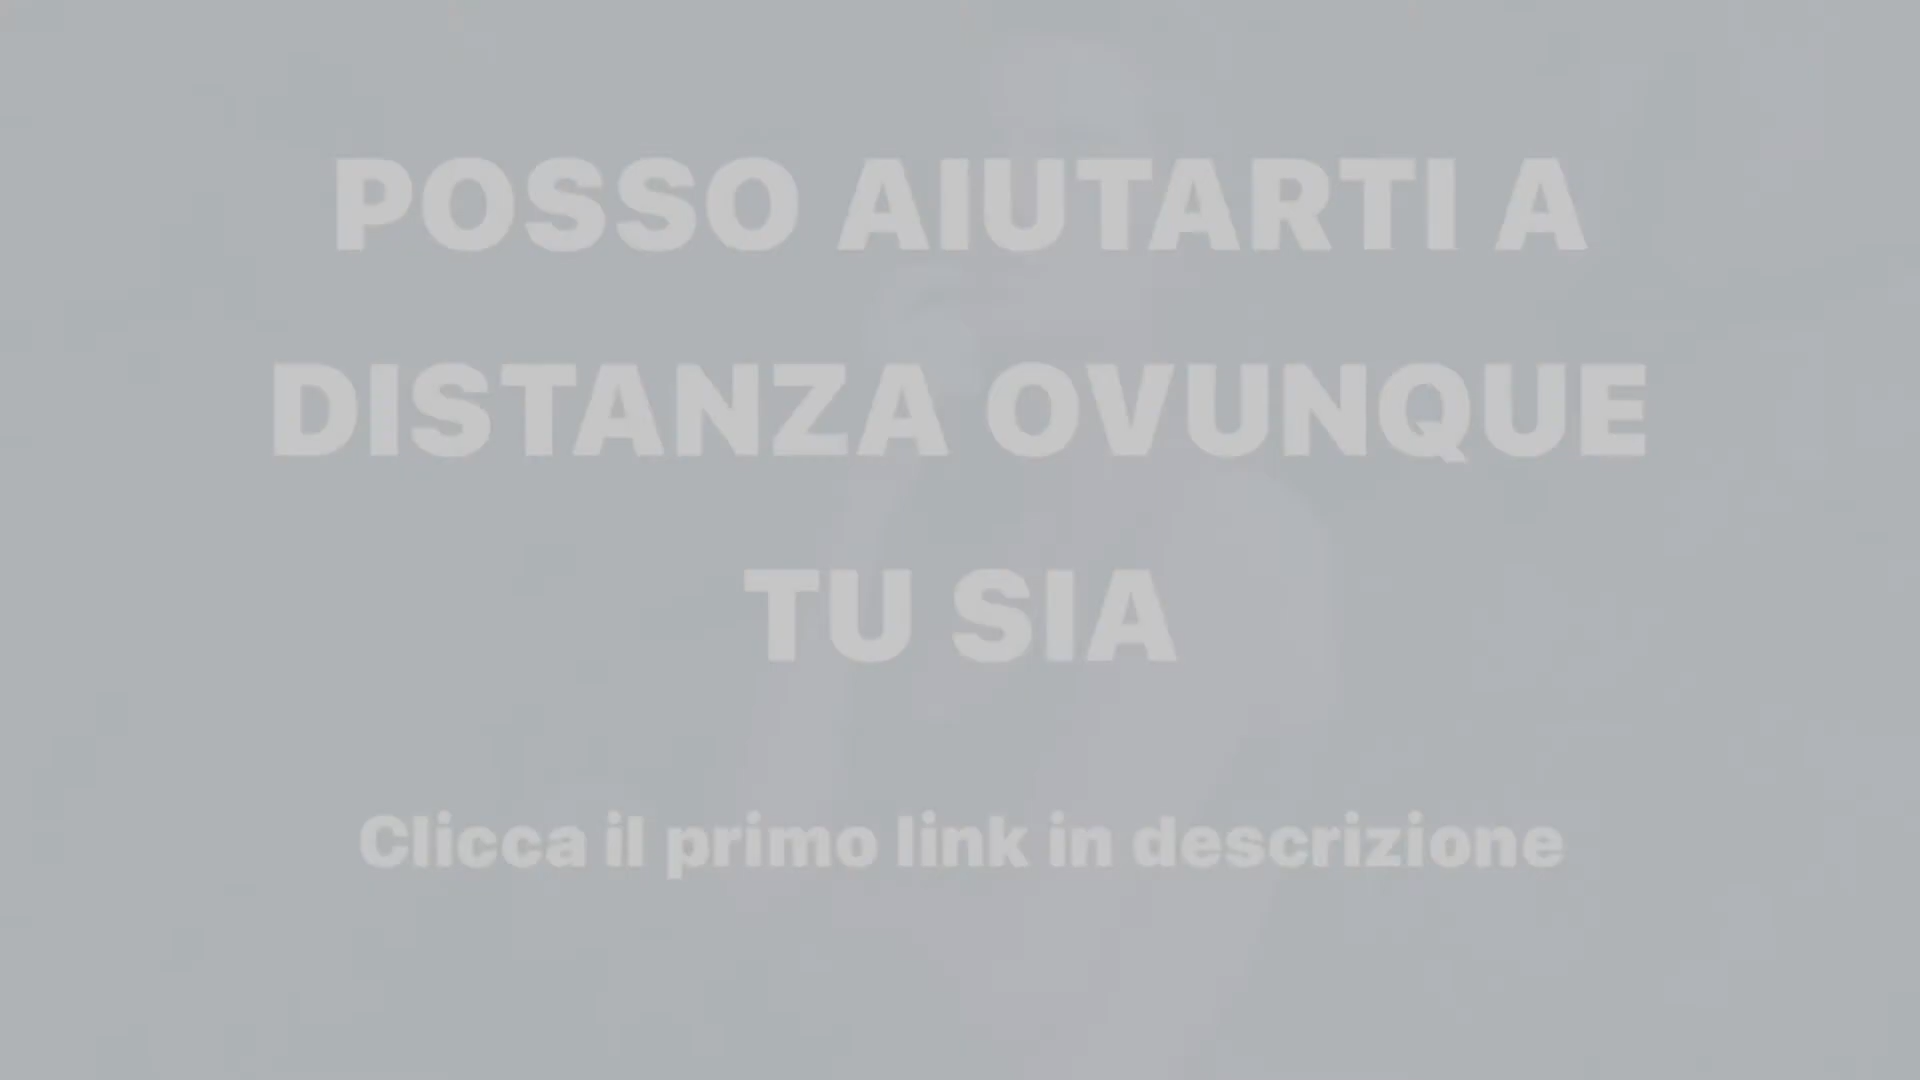 POSSO AIUTARTI A
DISTANZA OVUNQUE
TU SIA
Clicca il primo link in descrizione